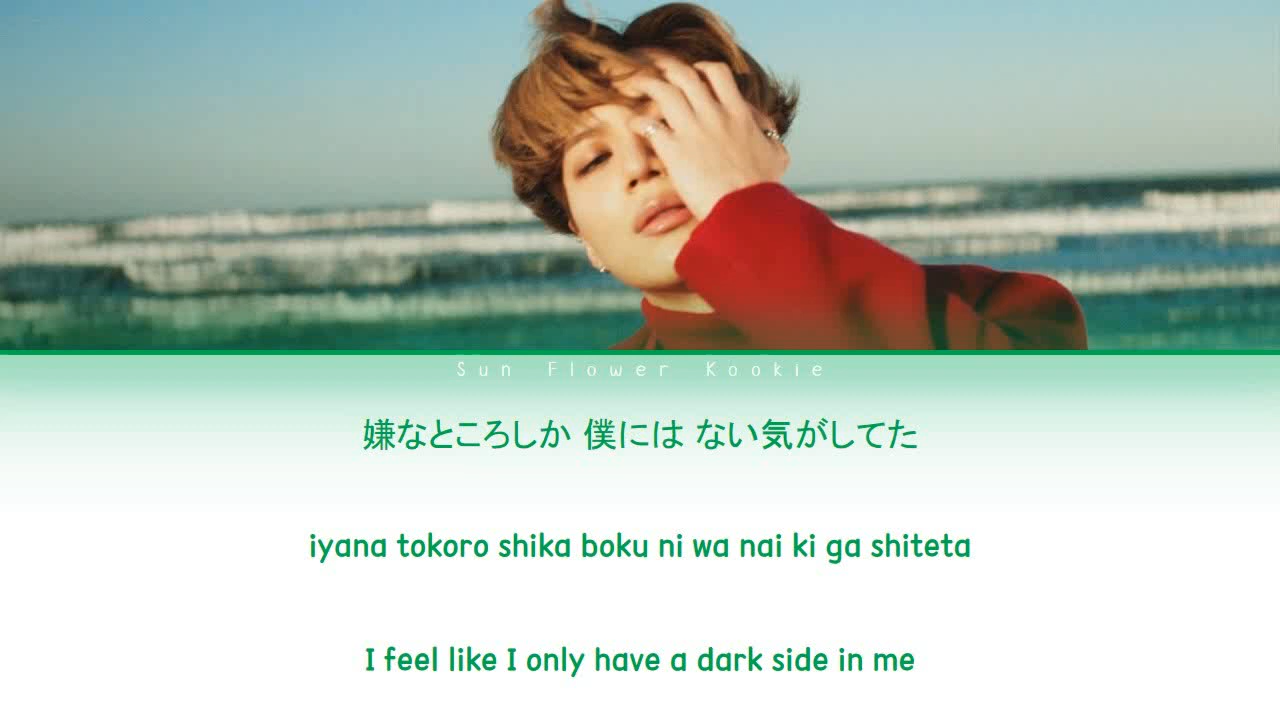 Sun Flower Kookie
嫌なところしか 僕には ない気がしてた
iyana tokoro shika boku ni wa nai ki ga shiteta
I feel like I only have a dark side in me